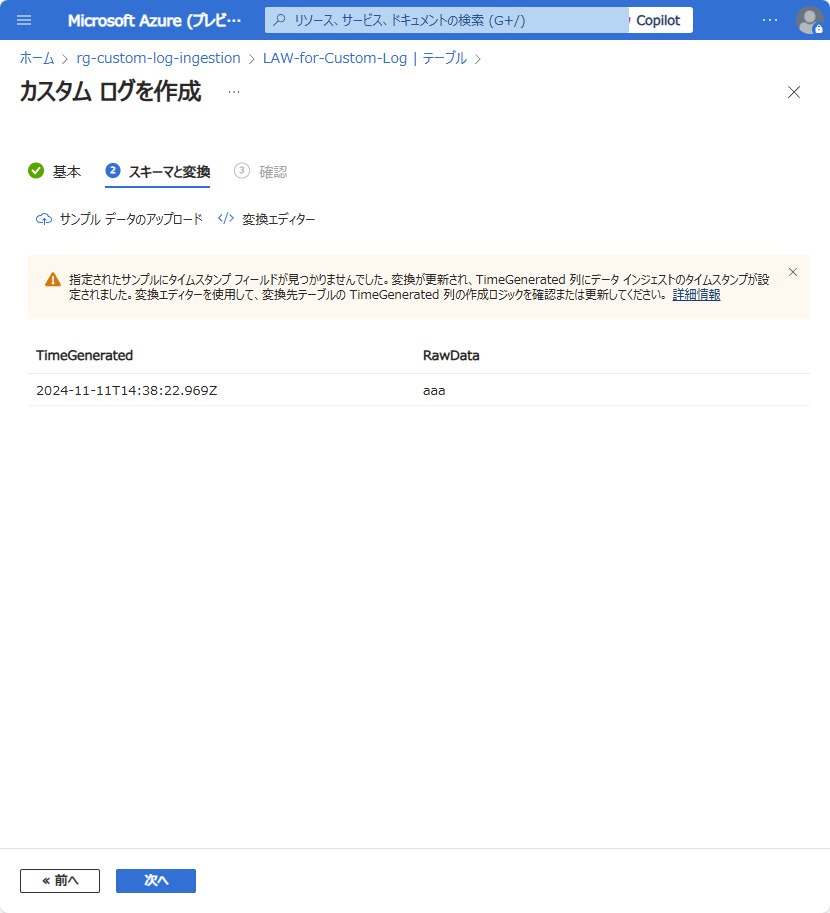 Microsoft Azure (プレビ…
リソース、サービス、ドキュメントの検索 (G+/)
Copilot
ホーム > rg-custom-log-ingestion > LAW-for-Custom-Log | テーブル >
カスタム ログを作成 …
基本 2 スキーマと変換 3 確認
サンプル データのアップロード </> 変換エディター
指定されたサンプルにタイムスタンプ フィールドが見つかりませんでした。変換が更新され、TimeGenerated 列にデータ インジェストのタイムスタンプが設
定されました。変換エディターを使用して、変換先テーブルの TimeGenerated 列の作成ロジックを確認または更新してください。 詳細情報
TimeGenerated RawData
2024-11-11T14:38:22.969Z aaa
« 前へ 次へ